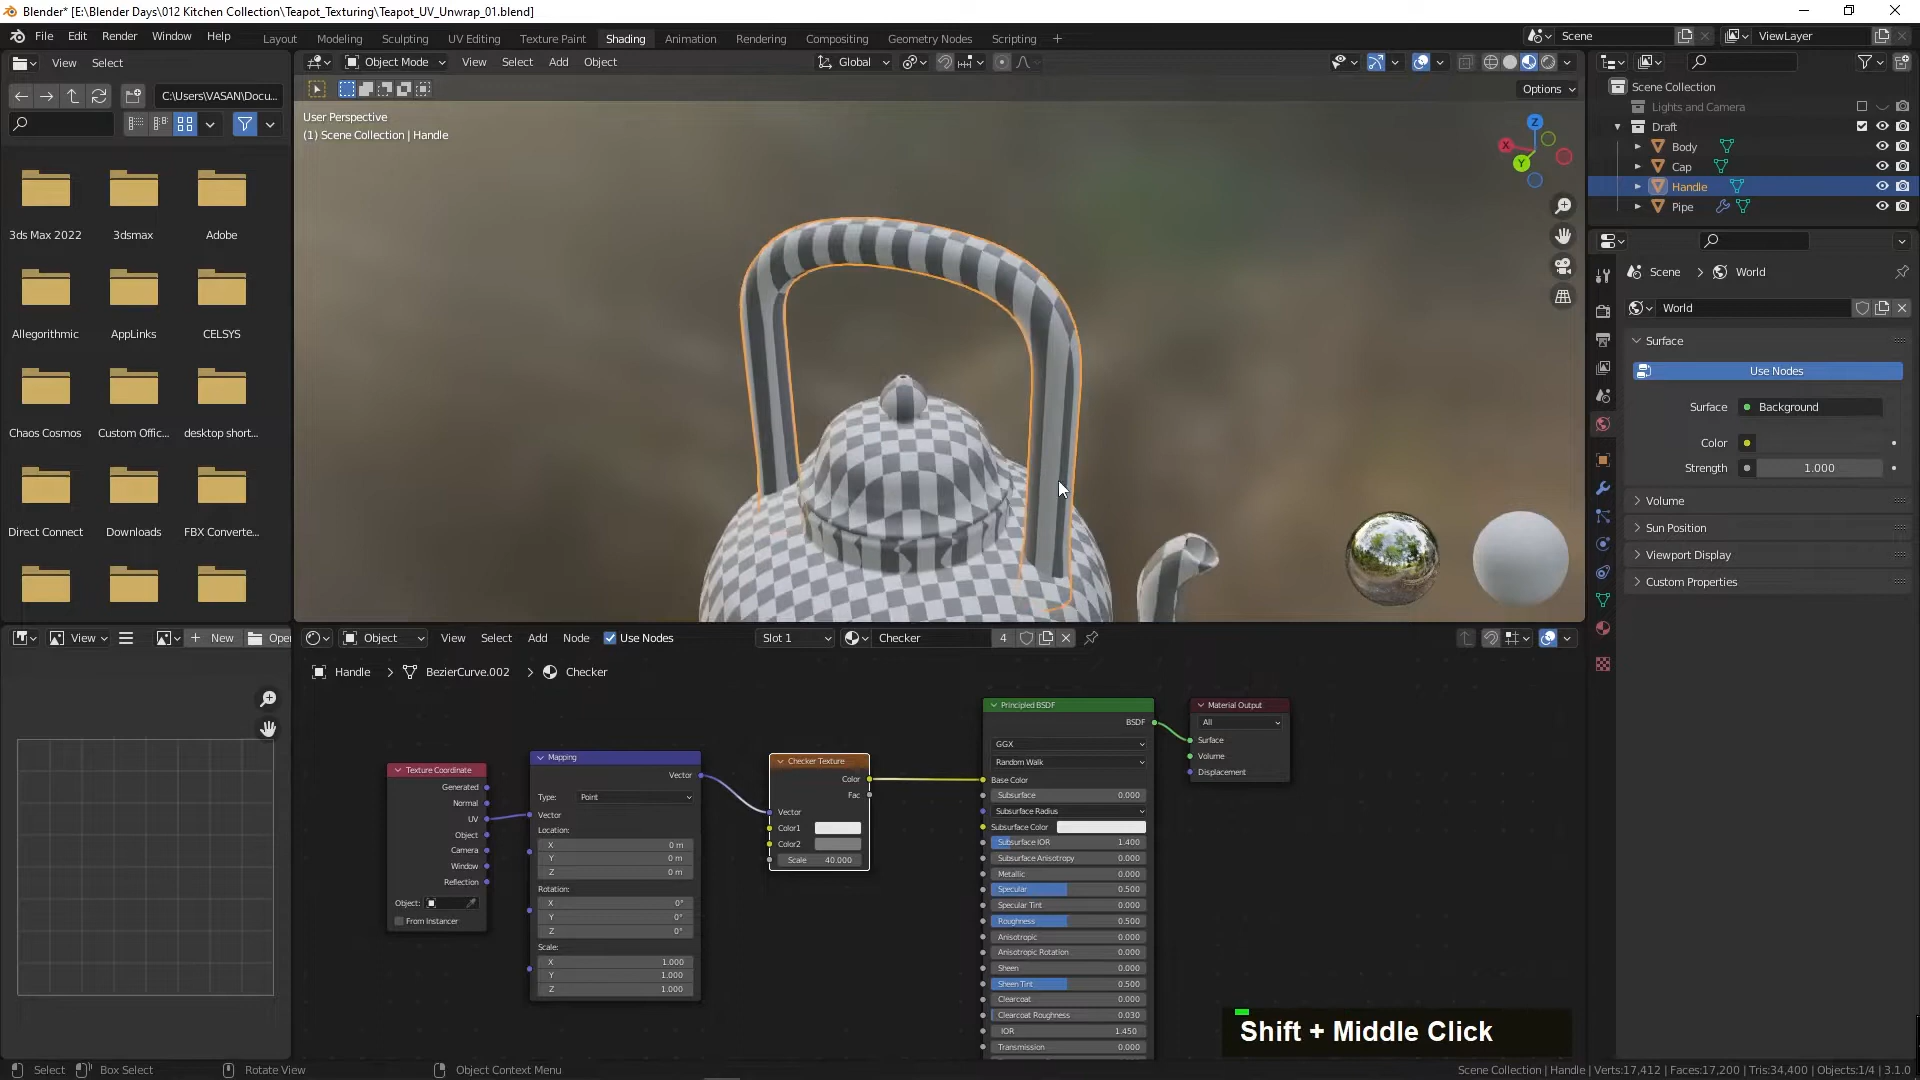 Blender* [E:\Blender Days\012 Kitchen Collection\Teapot_Texturing\Teapot_UV_Unwrap_01.blend]
File Edit Render Window Help Layout Modeling Sculpting UV Editing Texture Paint Shading Animation Rendering Compositing Geometry Nodes Scripting + Scene ViewLayer
View Select Object Mode View Select Add Object Global
C:\Users\VASAN\Docu... Options
User Perspective
(1) Scene Collection | Handle
Scene Collection
Lights and Camera
Draft
Body
Cap
Handle
Pipe
Z
X
Y
3ds Max 2022 3dsmax Adobe
Allegorithmic AppLinks CELSYS
Chaos Cosmos Custom Offic... desktop short...
Direct Connect Downloads FBX Converte...
Scene > World
World
Surface
Use Nodes
Surface Background
Color
Strength 1.000
Volume
Sun Position
Viewport Display
Custom Properties
View + New Open Object View Select Add Node Use Nodes Slot 1 Checker 4
Handle > BezierCurve.002 > Checker
Texture Coordinate
Generated
Normal
UV
Object
Camera
Window
Reflection
Object:
From Instancer
Mapping
Vector
Type: Point
Vector
Location:
X 0 m
Y 0 m
Z 0 m
Rotation:
X 0°
Y 0°
Z 0°
Scale:
X 1.000
Y 1.000
Z 1.000
Checker Texture
Color
Fac
Vector
Color1
Color2
Scale 40.000
Principled BSDF
BSDF
GGX
Random Walk
Base Color
Subsurface 0.000
Subsurface Radius
Subsurface Color
Subsurface IOR 1.400
Subsurface Anisotropy 0.000
Metallic 0.000
Specular 0.500
Specular Tint 0.000
Roughness 0.500
Anisotropic 0.000
Anisotropic Rotation 0.000
Sheen 0.000
Sheen Tint 0.500
Clearcoat 0.000
Clearcoat Roughness 0.030
IOR 1.450
Transmission 0.000
Material Output
All
Surface
Volume
Displacement
Shift + Middle Click
Select Box Select Rotate View Object Context Menu Scene Collection | Handle | Verts:17,412 | Faces:17,200 | Tris:34,400 | Objects:1/4 | 3.1.0